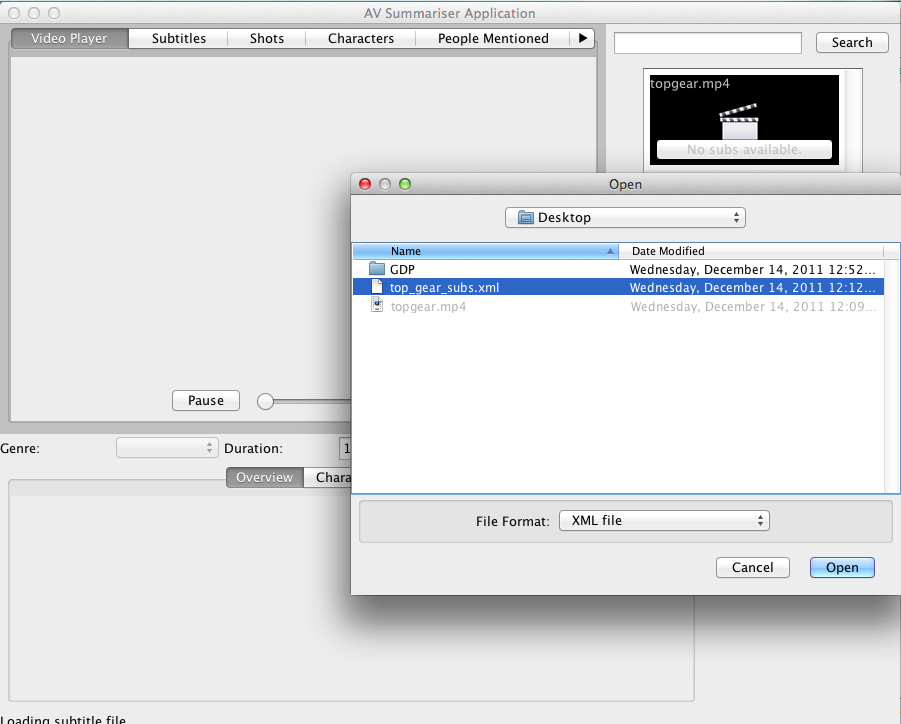 AV Summariser Application
Video Player Subtitles Shots Characters People Mentioned
Search
topgear.mp4
No subs available.
Open
Desktop
Name Date Modified
GDP Wednesday, December 14, 2011 12:52...
top_gear_subs.xml Wednesday, December 14, 2011 12:12...
topgear.mp4 Wednesday, December 14, 2011 12:09...
Pause
Genre: Duration: 1
Overview Chara
File Format: XML file
Cancel Open
Loading subtitle file